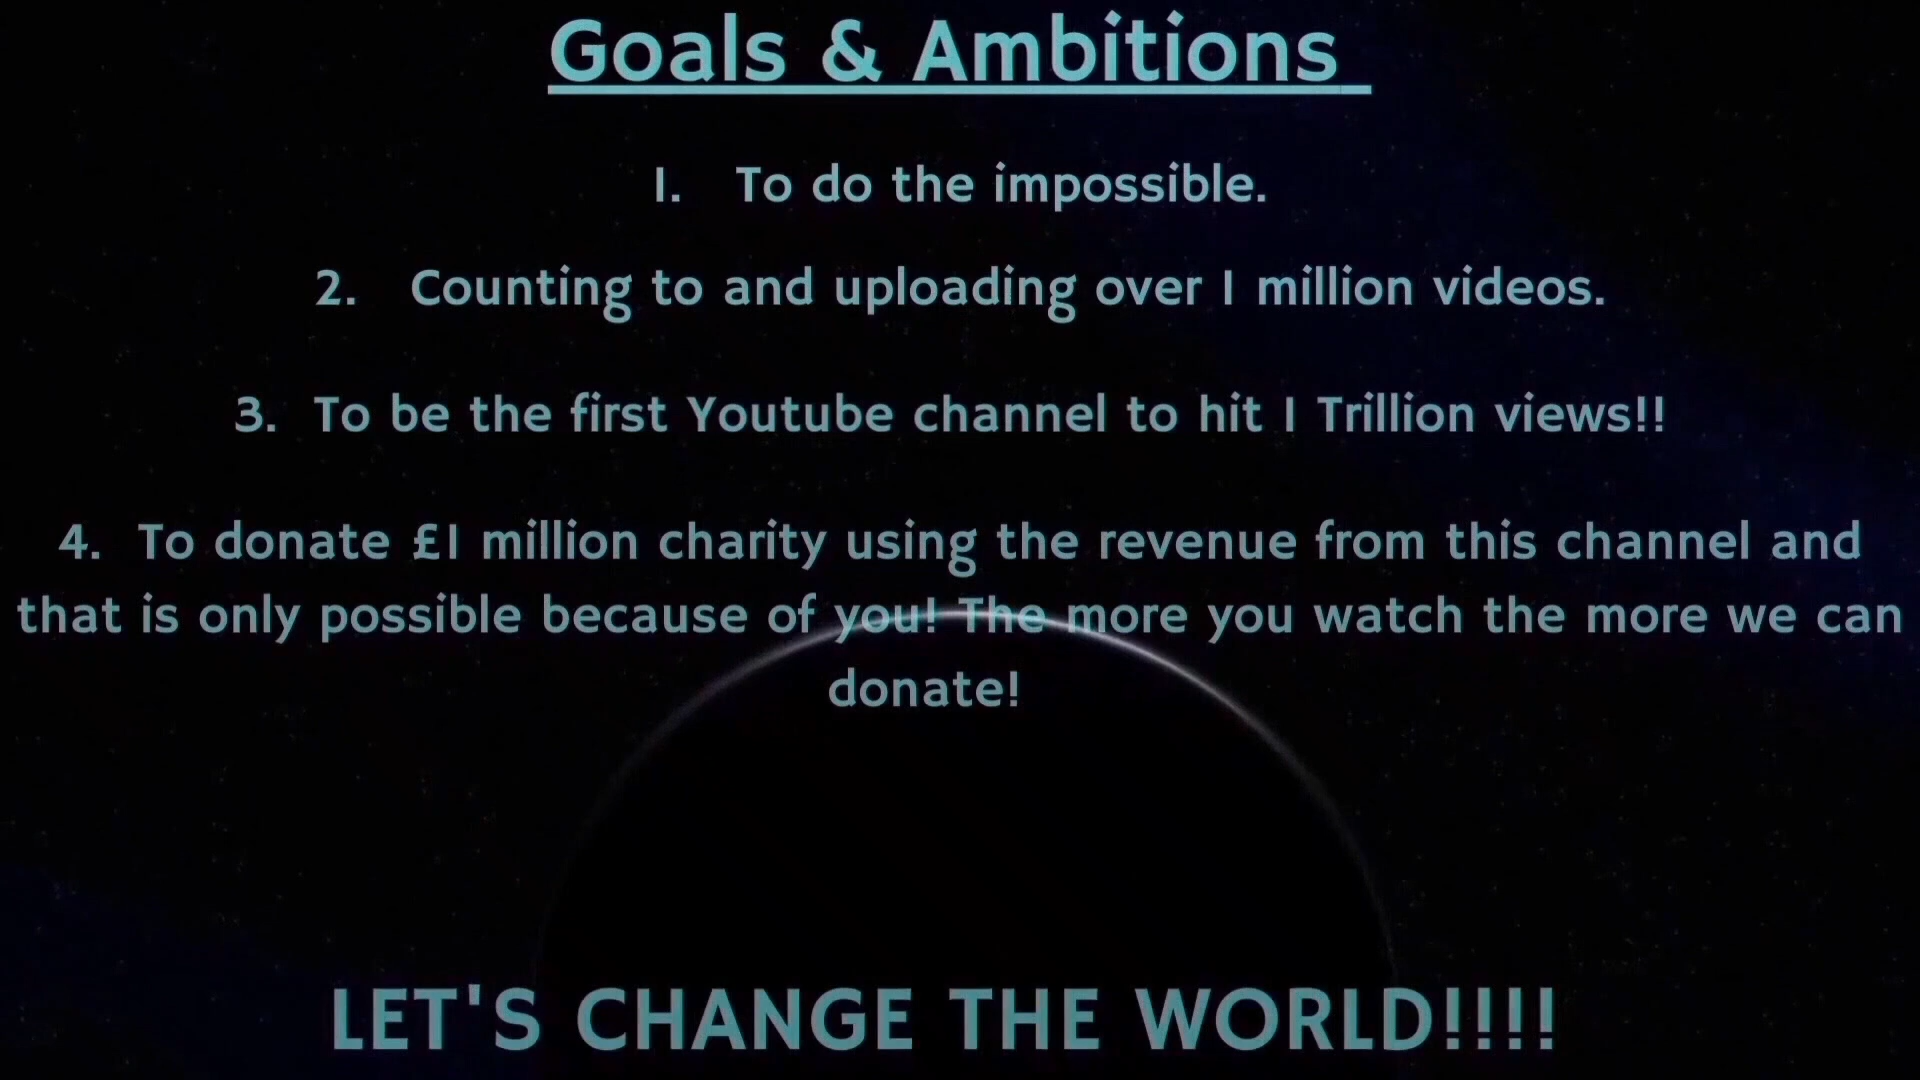 Goals & Ambitions
1. To do the impossible.
2. Counting to and uploading over 1 million videos.
3. To be the first Youtube channel to hit 1 Trillion views!!
4. To donate £1 million charity using the revenue from this channel and
that is only possible because of you! The more you watch the more we can
donate!
LET'S CHANGE THE WORLD!!!!